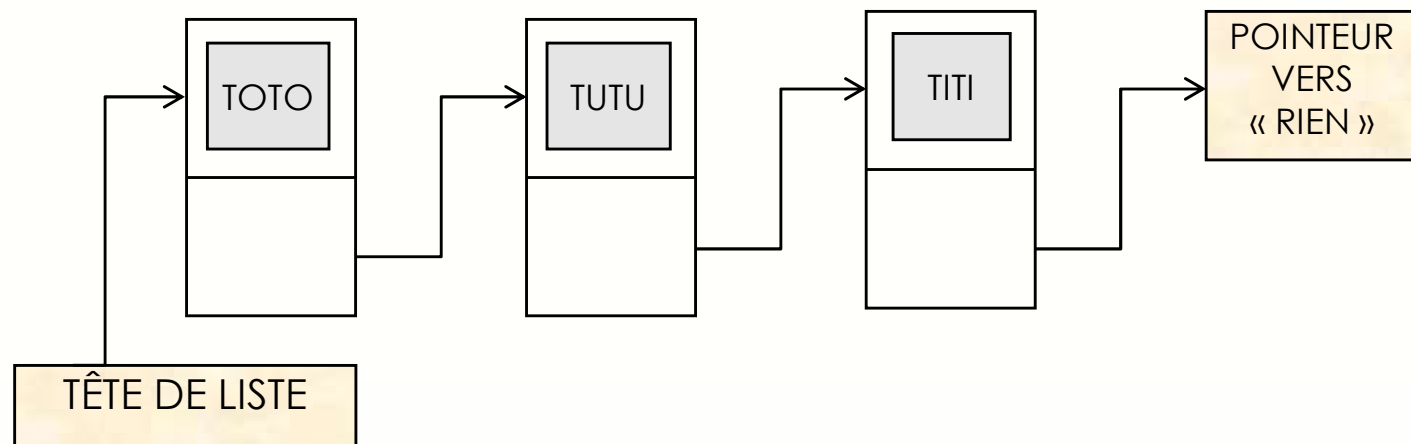 TOTO
TUTU
TITI
POINTEUR
VERS
« RIEN »
TÊTE DE LISTE